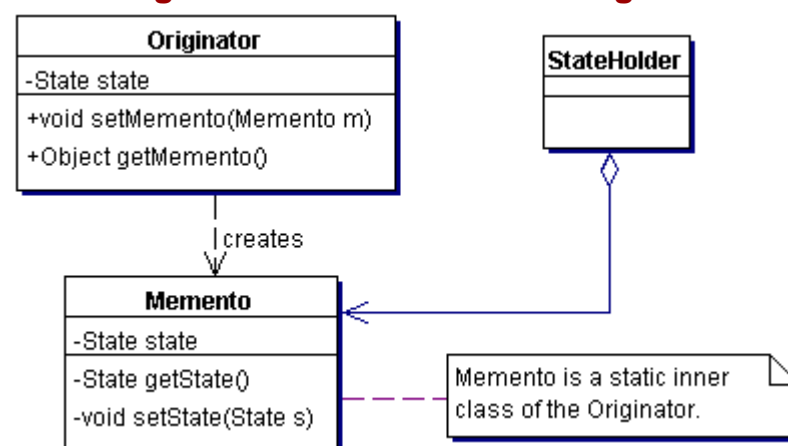 Originator
-State state
+void setMemento(Memento m)
+Object getMemento()
StateHolder
creates
Memento
-State state
-State getState()
-void setState(State s)
Memento is a static inner
class of the Originator.